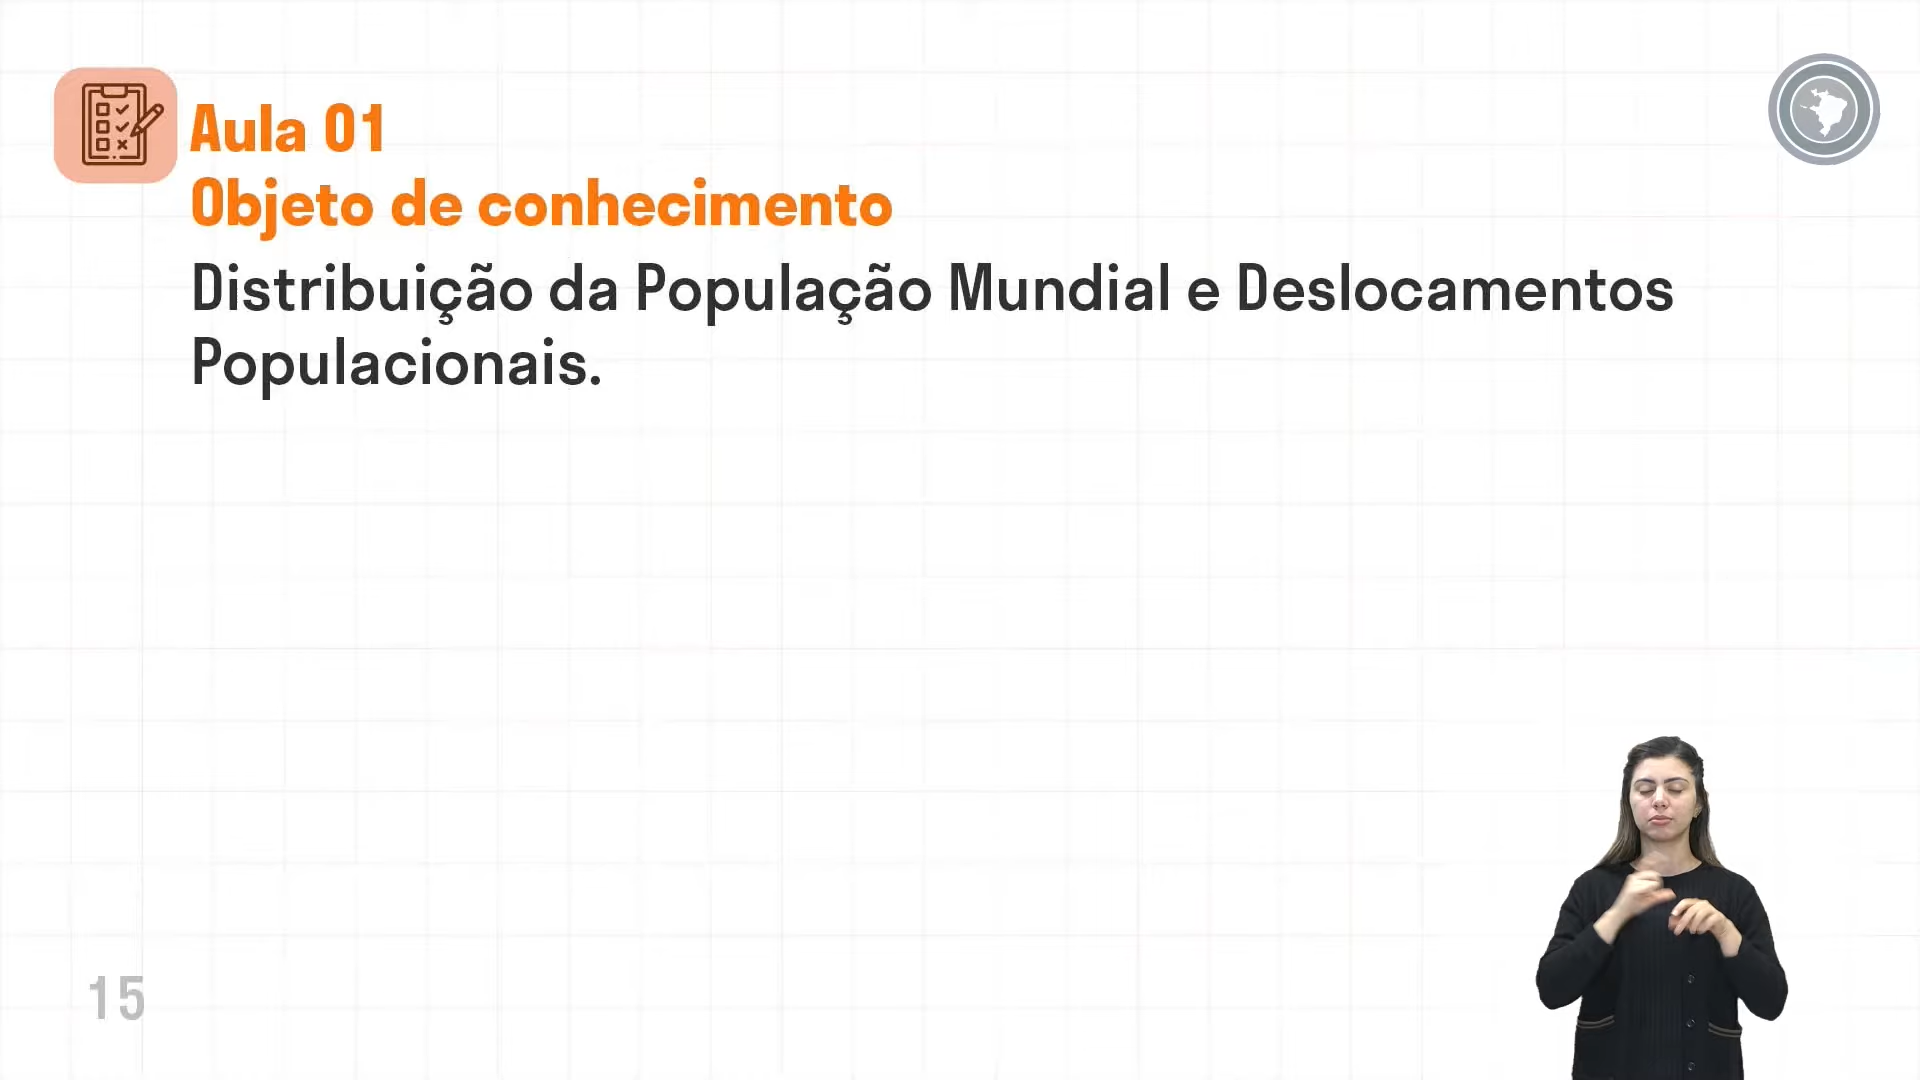 Aula 01
Objeto de conhecimento
Distribuição da População Mundial e Deslocamentos
Populacionais.
15